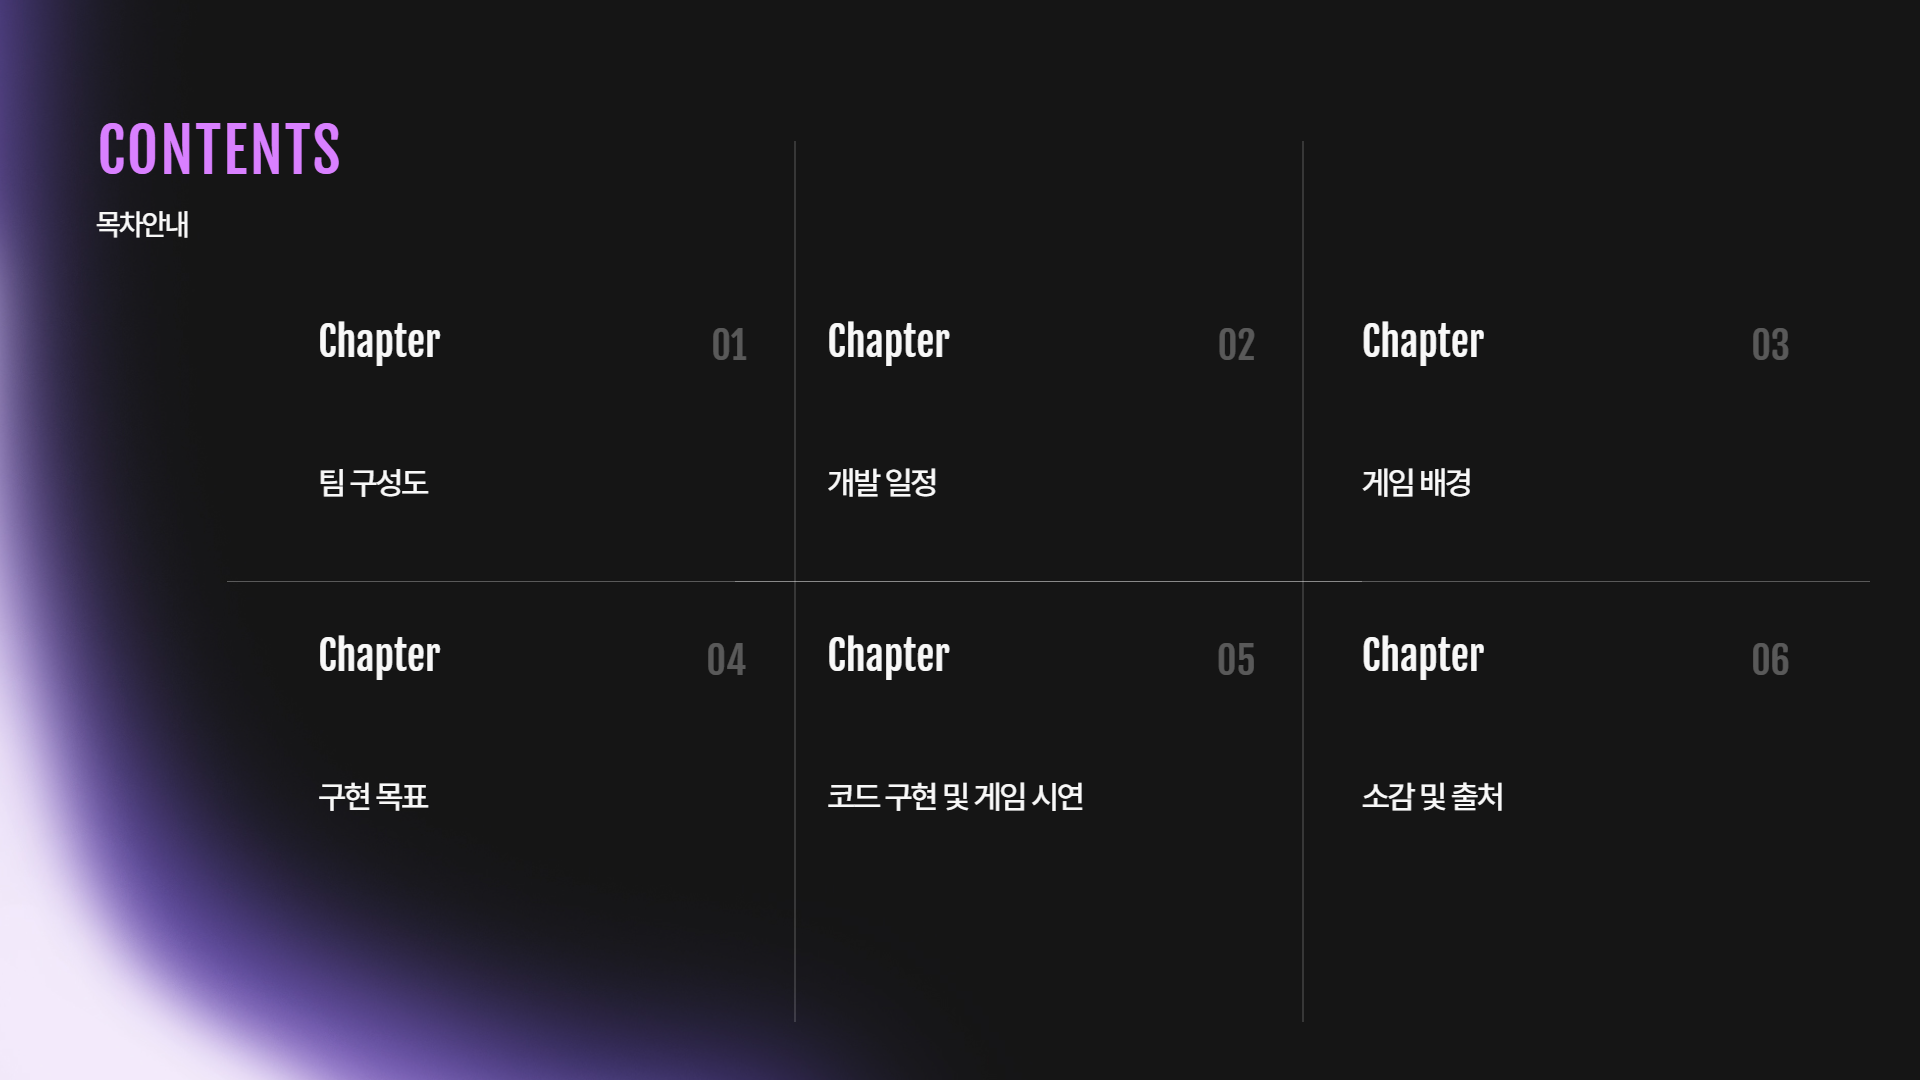 CONTENTS
목차안내
Chapter 01
팀 구성도
Chapter 02
개발 일정
Chapter 03
게임 배경
Chapter 04
구현 목표
Chapter 05
코드 구현 및 게임 시연
Chapter 06
소감 및 출처